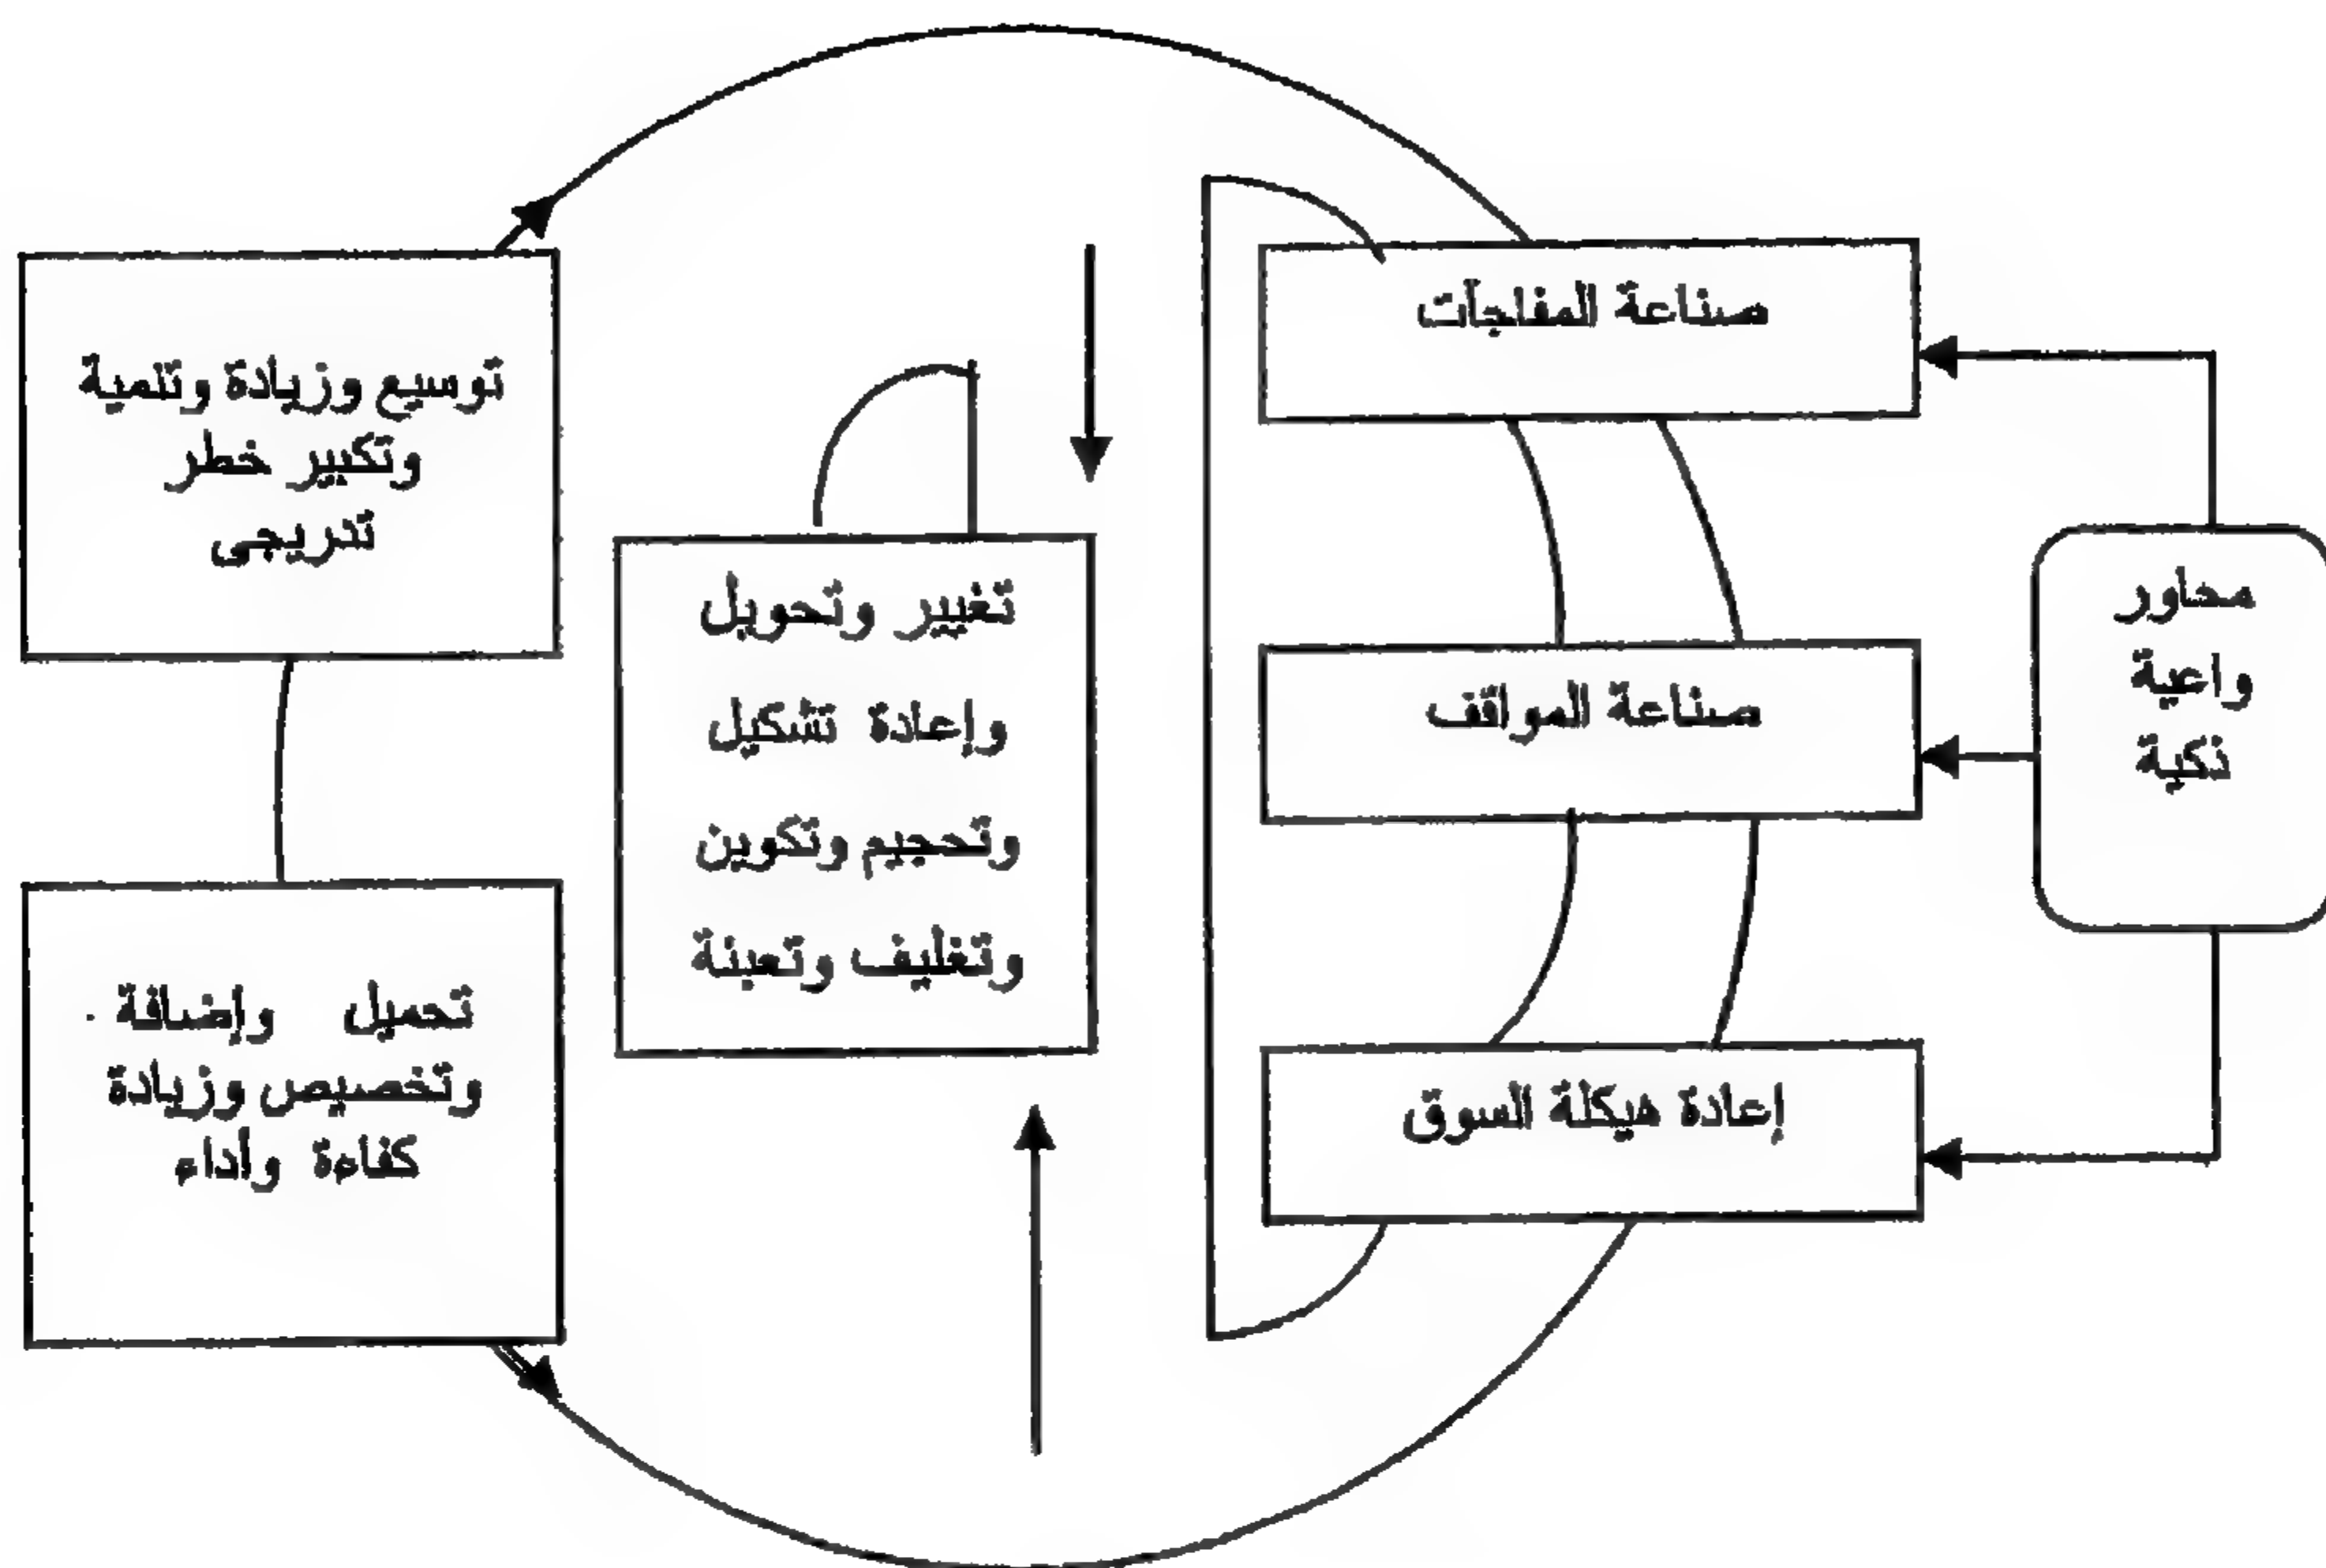 محاور
واعية
ذكية
صناعة المفاجآت
صناعة المواقف
إعادة هيكلة السوق
تغيير وتحويل
وإعادة تشكيل
وتحجيم وتكوين
وتغليف وتعبئة
توسيع وزيادة وتنمية
وتكبير خطر
تدريجى
تحميل وإضافة
وتخصيص وزيادة
كفاءة وأداء